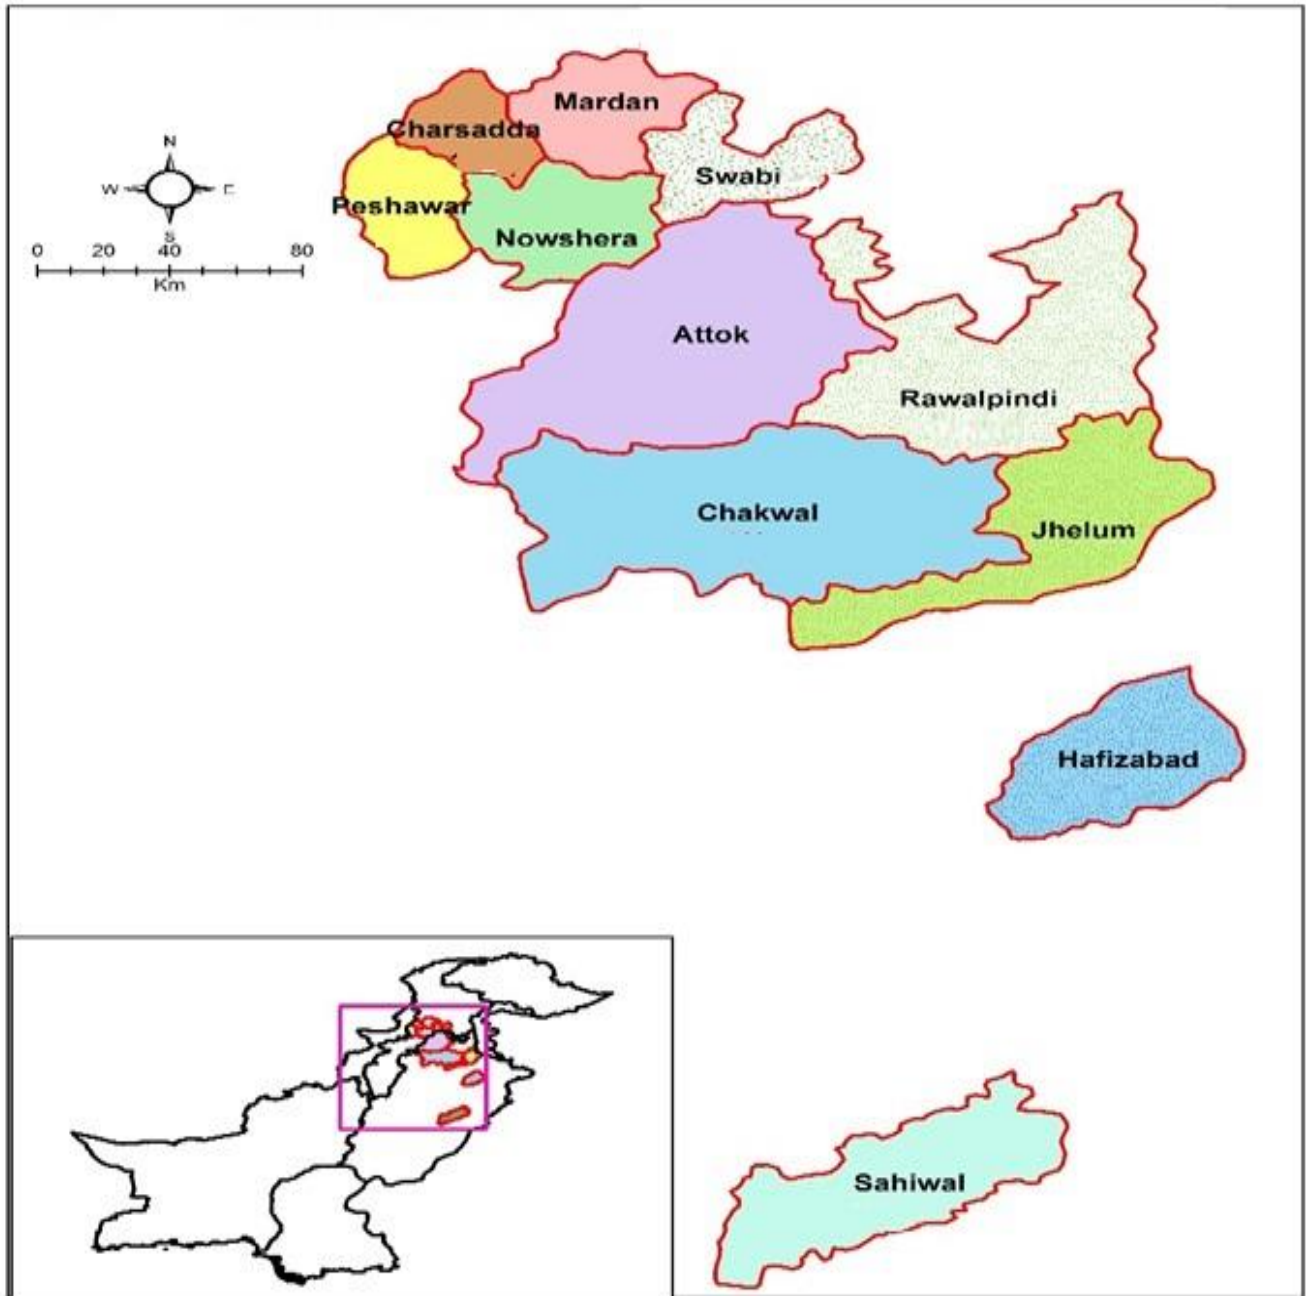 Mardan
Charsadda
N
Swabi
W E
Peshawar
S
Nowshera
0 20 40 80
Km
Attok
Rawalpindi
Chakwal
Jhelum
Hafizabad
Sahiwal